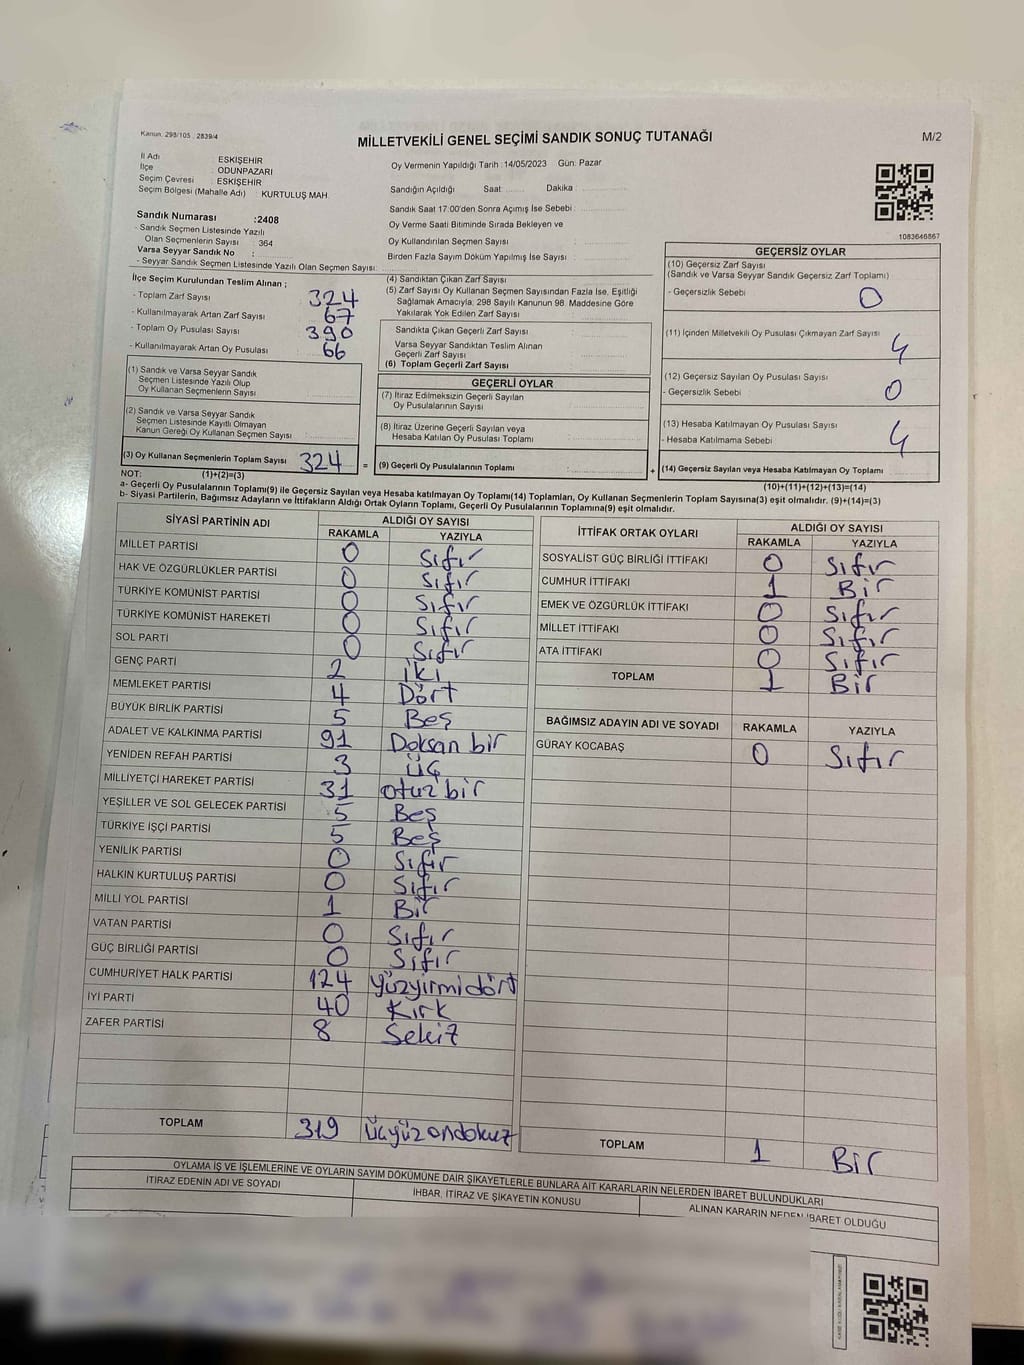 Kanun: 298/105 , 2839/4
MİLLETVEKİLİ GENEL SEÇİMİ SANDIK SONUÇ TUTANAĞI
M/2
İl Adı : ESKİŞEHİR
İlçe : ODUNPAZARI
Seçim Çevresi : ESKİŞEHİR
Seçim Bölgesi (Mahalle Adı) : KURTULUŞ MAH.
Sandık Numarası :2408
- Sandık Seçmen Listesinde Yazılı
Olan Seçmenlerin Sayısı : 364
Varsa Seyyar Sandık No :
- Seyyar Sandık Seçmen Listesinde Yazılı Olan Seçmen Sayısı:
Oy Vermenin Yapıldığı Tarih : 14/05/2023 Gün: Pazar
Sandığın Açıldığı Saat: Dakika :
Sandık Saat 17:00'den Sonra Açımış İse Sebebi :
Oy Verme Saati Bitiminde Sırada Bekleyen ve
Oy Kullandırılan Seçmen Sayısı :
Birden Fazla Sayım Döküm Yapılmış İse Sayısı :
1083646867
İlçe Seçim Kurulundan Teslim Alınan ;
- Toplam Zarf Sayısı : 324
- Kullanılmayarak Artan Zarf Sayısı : 67
- Toplam Oy Pusulası Sayısı : 390
- Kullanılmayarak Artan Oy Pusulası : 66
(1) Sandık ve Varsa Seyyar Sandık
Seçmen Listesinde Yazılı Olup
Oy Kullanan Seçmenlerin Sayısı :
(2) Sandık ve Varsa Seyyar Sandık
Seçmen Listesinde Kayıtlı Olmayan
Kanun Gereği Oy Kullanan Seçmen Sayısı :
(3) Oy Kullanan Seçmenlerin Toplam Sayısı : 324 =
(4) Sandıktan Çıkan Zarf Sayısı :
(5) Zarf Sayısı Oy Kullanan Seçmen Sayısından Fazla İse, Eşitliği
Sağlamak Amacıyla; 298 Sayılı Kanunun 98. Maddesine Göre
Yakılarak Yok Edilen Zarf Sayısı :
Sandıkta Çıkan Geçerli Zarf Sayısı :
Varsa Seyyar Sandıktan Teslim Alınan
Geçerli Zarf Sayısı :
(6) Toplam Geçerli Zarf Sayısı :
GEÇERLİ OYLAR
(7) İtiraz Edilmeksizin Geçerli Sayılan
Oy Pusulalarının Sayısı :
(8) İtiraz Üzerine Geçerli Sayılan veya
Hesaba Katılan Oy Pusulası Toplamı :
(9) Geçerli Oy Pusulalarının Toplamı : +
GEÇERSİZ OYLAR
(10) Geçersiz Zarf Sayısı
(Sandık ve Varsa Seyyar Sandık Geçersiz Zarf Toplamı)
- Geçersizlik Sebebi : 0
(11) İçinden Milletvekili Oy Pusulası Çıkmayan Zarf Sayısı : 4
(12) Geçersiz Sayılan Oy Pusulası Sayısı
- Geçersizlik Sebebi : 0
(13) Hesaba Katılmayan Oy Pusulası Sayısı
- Hesaba Katılmama Sebebi : 4
(14) Geçersiz Sayılan veya Hesaba Katılmayan Oy Toplamı
NOT: (1)+(2)=(3)
(10)+(11)+(12)+(13)=(14)
a- Geçerli Oy Pusulalarının Toplamı(9) ile Geçersiz Sayılan veya Hesaba katılmayan Oy Toplamı(14) Toplamları, Oy Kullanan Seçmenlerin Toplam Sayısına(3) eşit olmalıdır. (9)+(14)=(3)
b- Siyasi Partilerin, Bağımsız Adayların ve İttifakların Aldığı Ortak Oyların Toplamı, Geçerli Oy Pusulalarının Toplamına(9) eşit olmalıdır.
SİYASİ PARTİNİN ADI ALDIĞI OY SAYISI
RAKAMLA YAZIYLA
MİLLET PARTİSİ 0 Sıfır
HAK VE ÖZGÜRLÜKLER PARTİSİ 0 Sıfır
TÜRKİYE KOMÜNİST PARTİSİ 0 Sıfır
TÜRKİYE KOMÜNİST HAREKETİ 0 Sıfır
SOL PARTİ 0 Sıfır
GENÇ PARTİ 2 İki
MEMLEKET PARTİSİ 4 Dört
BÜYÜK BİRLİK PARTİSİ 5 Beş
ADALET VE KALKINMA PARTİSİ 91 Doksan bir
YENİDEN REFAH PARTİSİ 3 Üç
MİLLİYETÇİ HAREKET PARTİSİ 31 otuz bir
YEŞİLLER VE SOL GELECEK PARTİSİ 5 Beş
TÜRKİYE İŞÇİ PARTİSİ 5 Beş
YENİLİK PARTİSİ 0 Sıfır
HALKIN KURTULUŞ PARTİSİ 0 Sıfır
MİLLİ YOL PARTİSİ 1 Bir
VATAN PARTİSİ 0 Sıfır
GÜÇ BİRLİĞİ PARTİSİ 0 Sıfır
CUMHURİYET HALK PARTİSİ 124 Yüzyirmidört
İYİ PARTİ 40 Kırk
ZAFER PARTİSİ 8 Sekiz
TOPLAM 319 üçyüzondokuz
İTTİFAK ORTAK OYLARI ALDIĞI OY SAYISI
RAKAMLA YAZIYLA
SOSYALİST GÜÇ BİRLİĞİ İTTİFAKI 0 Sıfır
CUMHUR İTTİFAKI 1 Bir
EMEK VE ÖZGÜRLÜK İTTİFAKI 0 Sıfır
MİLLET İTTİFAKI 0 Sıfır
ATA İTTİFAKI 0 Sıfır
TOPLAM 1 Bir
BAĞIMSIZ ADAYIN ADI VE SOYADI RAKAMLA YAZIYLA
GÜRAY KOCABAŞ 0 Sıfır
TOPLAM 1 Bir
OYLAMA İŞ VE İŞLEMLERİNE VE OYLARIN SAYIM DÖKÜMÜNE DAİR ŞİKAYETLERLE BUNLARA AİT KARARLARIN NELERDEN İBARET BULUNDUKLARI
İTİRAZ EDENİN ADI VE SOYADI İHBAR, İTİRAZ VE ŞİKAYETİN KONUSU ALINAN KARARIN NEDEN İBARET OLDUĞU